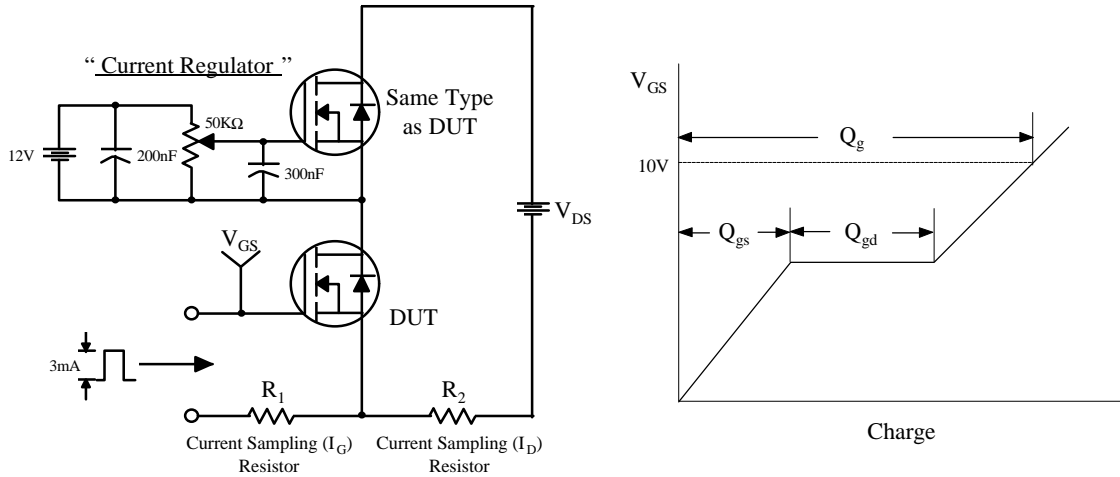 “ Current Regulator ”
12V
200nF
50KΩ
300nF
Same Type
as DUT
V_DS
V_GS
DUT
3mA
R_1
R_2
Current Sampling (I_G)
Resistor
Current Sampling (I_D)
Resistor
V_GS
10V
Q_g
Q_gs
Q_gd
Charge